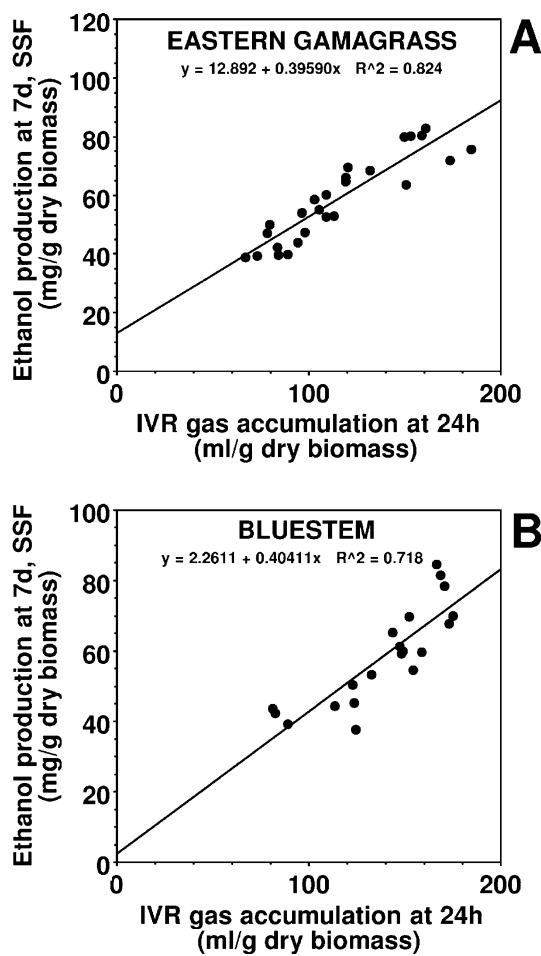 A
EASTERN GAMAGRASS
y = 12.892 + 0.39590x R^2 = 0.824
Ethanol production at 7d, SSF
(mg/g dry biomass)
120
100
80
60
40
20
0
0 100 200
IVR gas accumulation at 24h
(ml/g dry biomass)
B
BLUESTEM
y = 2.2611 + 0.40411x R^2 = 0.718
Ethanol production at 7d, SSF
(mg/g dry biomass)
100
80
60
40
20
0
0 100 200
IVR gas accumulation at 24h
(ml/g dry biomass)